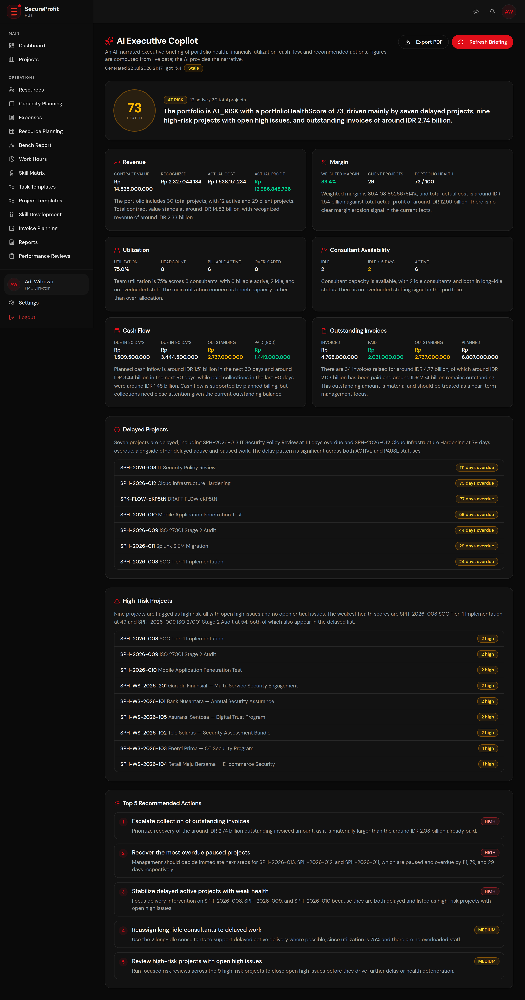 SecureProfit
HUB
AW
MAIN
Dashboard
Projects
OPERATIONS
Resources
Capacity Planning
Expenses
Resource Planning
Bench Report
Work Hours
Skill Matrix
Task Templates
Project Templates
Skill Development
Invoice Planning
Reports
Performance Reviews
AW
Adi Wibowo
PMO Director
Settings
Logout
AI Executive Copilot
An AI-narrated executive briefing of portfolio health, financials, utilization, cash flow, and recommended actions. Figures
are computed from live data; the AI provides the narrative.
Generated 22 Jul 2026 21:47 · gpt-5.4 Stale
Export PDF
Refresh Briefing
73
HEALTH
AT RISK 12 active / 30 total projects
The portfolio is AT_RISK with a portfolioHealthScore of 73, driven mainly by seven delayed projects, nine
high-risk projects with open high issues, and outstanding invoices of around IDR 2.74 billion.
Revenue
CONTRACT VALUE RECOGNIZED ACTUAL COST ACTUAL PROFIT
Rp Rp 2.327.044.134 Rp 1.538.151.234 Rp
14.525.000.000 12.986.848.766
The portfolio includes 30 total projects, with 12 active and 29 client projects.
Total contract value stands at around IDR 14.53 billion, with recognized
revenue of around IDR 2.33 billion.
Margin
WEIGHTED MARGIN CLIENT PROJECTS PORTFOLIO HEALTH
89.4% 29 73 / 100
Weighted margin is 89.41031852667814%, and total actual cost is around IDR
1.54 billion against total actual profit of around IDR 12.99 billion. There is no
clear margin erosion signal in the current facts.
Utilization
UTILIZATION HEADCOUNT BILLABLE ACTIVE OVERLOADED
75.0% 8 6 0
Team utilization is 75% across 8 consultants, with 6 billable active, 2 idle, and
no overloaded staff. The main utilization concern is bench capacity rather
than over-allocation.
Consultant Availability
IDLE IDLE > 5 DAYS ACTIVE
2 2 6
Consultant capacity is available, with 2 idle consultants and both in long-idle
status. There is no overloaded staffing signal in the portfolio.
Cash Flow
DUE IN 30 DAYS DUE IN 90 DAYS OUTSTANDING PAID (90D)
Rp Rp Rp Rp
1.509.500.000 3.444.500.000 2.737.000.000 1.449.000.000
Planned cash inflow is around IDR 1.51 billion in the next 30 days and around
IDR 3.44 billion in the next 90 days, while paid collections in the last 90 days
were around IDR 1.45 billion. Cash flow is supported by planned billing, but
collections need close attention given the current outstanding balance.
Outstanding Invoices
INVOICED PAID OUTSTANDING PLANNED
Rp Rp Rp Rp
4.768.000.000 2.031.000.000 2.737.000.000 6.807.000.000
There are 34 invoices raised for around IDR 4.77 billion, of which around IDR
2.03 billion has been paid and around IDR 2.74 billion remains outstanding.
This outstanding amount is material and should be treated as a near-term
management focus.
Delayed Projects
Seven projects are delayed, including SPH-2026-013 IT Security Policy Review at 111 days overdue and SPH-2026-012 Cloud Infrastructure Hardening at 79 days
overdue, alongside other delayed active and paused work. The delay pattern is significant across both ACTIVE and PAUSE statuses.
SPH-2026-013 IT Security Policy Review 111 days overdue
SPH-2026-012 Cloud Infrastructure Hardening 79 days overdue
SPK-FLOW-cKP5tN DRAFT FLOW cKP5tN 77 days overdue
SPH-2026-010 Mobile Application Penetration Test 59 days overdue
SPH-2026-009 ISO 27001 Stage 2 Audit 44 days overdue
SPH-2026-011 Splunk SIEM Migration 29 days overdue
SPH-2026-008 SOC Tier-1 Implementation 24 days overdue
High-Risk Projects
Nine projects are flagged as high risk, all with open high issues and no open critical issues. The weakest health scores are SPH-2026-008 SOC Tier-1 Implementation
at 49 and SPH-2026-009 ISO 27001 Stage 2 Audit at 54, both of which also appear in the delayed list.
SPH-2026-008 SOC Tier-1 Implementation 2 high
SPH-2026-009 ISO 27001 Stage 2 Audit 2 high
SPH-2026-010 Mobile Application Penetration Test 2 high
SPH-WS-2026-201 Garuda Finansial — Multi-Service Security Engagement 2 high
SPH-WS-2026-101 Bank Nusantara — Annual Security Assurance 2 high
SPH-WS-2026-105 Asuransi Sentosa — Digital Trust Program 2 high
SPH-WS-2026-102 Tele Selaras — Security Assessment Bundle 2 high
SPH-WS-2026-103 Energi Prima — OT Security Program 1 high
SPH-WS-2026-104 Retail Maju Bersama — E-commerce Security 1 high
Top 5 Recommended Actions
1 Escalate collection of outstanding invoices HIGH
Prioritize recovery of the around IDR 2.74 billion outstanding invoiced amount, as it is materially larger than the around IDR 2.03 billion already paid.
2 Recover the most overdue paused projects HIGH
Management should decide immediate next steps for SPH-2026-013, SPH-2026-012, and SPH-2026-011, which are paused and overdue by 111, 79, and 29
days respectively.
3 Stabilize delayed active projects with weak health HIGH
Focus delivery intervention on SPH-2026-008, SPH-2026-009, and SPH-2026-010 because they are both delayed and listed as high-risk projects with
open high issues.
4 Reassign long-idle consultants to delayed work MEDIUM
Use the 2 long-idle consultants to support delayed active delivery where possible, since utilization is 75% and there are no overloaded staff.
5 Review high-risk projects with open high issues MEDIUM
Run focused risk reviews across the 9 high-risk projects to close open high issues before they drive further delay or health deterioration.